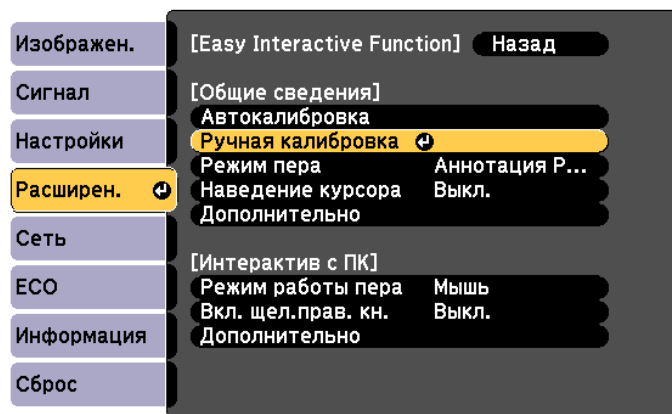 Изображен.
Сигнал
Настройки
Расширен.
Сеть
ECO
Информация
Сброс
[Easy Interactive Function] Назад
[Общие сведения]
Автокалибровка
Ручная калибровка
Режим пера Аннотация P...
Наведение курсора Выкл.
Дополнительно
[Интерактив с ПК]
Режим работы пера Мышь
Вкл. щел.прав. кн. Выкл.
Дополнительно